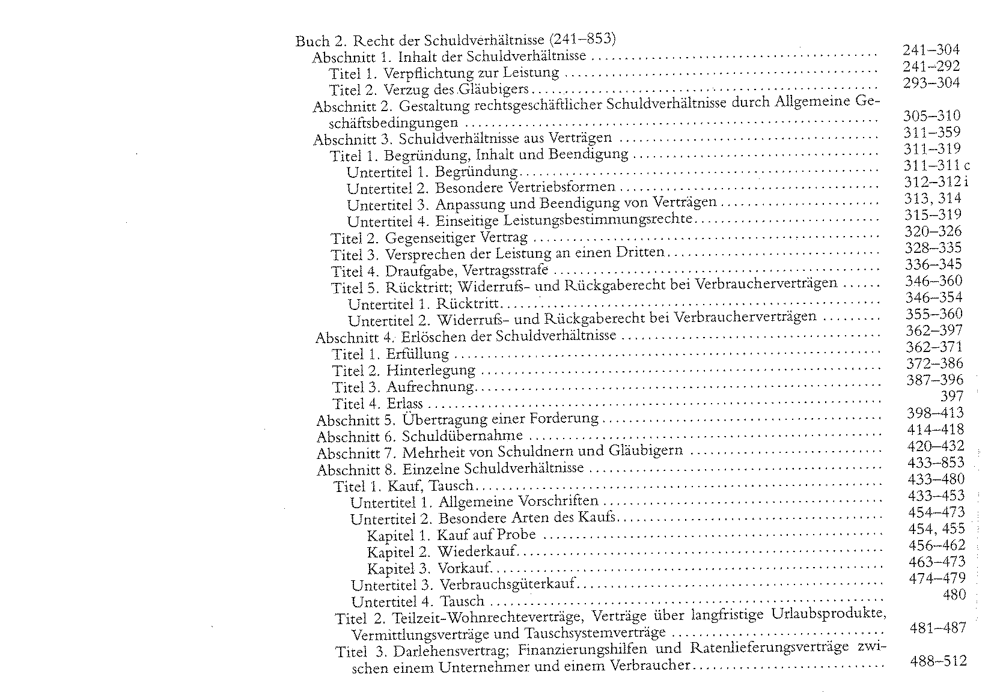 Buch 2. Recht der Schuldverhältnisse (241–853)
Abschnitt 1. Inhalt der Schuldverhältnisse ........ 241–304
Titel 1. Verpflichtung zur Leistung ........ 241–292
Titel 2. Verzug des Gläubigers ........ 293–304
Abschnitt 2. Gestaltung rechtsgeschäftlicher Schuldverhältnisse durch Allgemeine Ge-
schäftsbedingungen ........ 305–310
Abschnitt 3. Schuldverhältnisse aus Verträgen ........ 311–359
Titel 1. Begründung, Inhalt und Beendigung ........ 311–319
Untertitel 1. Begründung ........ 311–311 c
Untertitel 2. Besondere Vertriebsformen ........ 312–312 i
Untertitel 3. Anpassung und Beendigung von Verträgen ........ 313, 314
Untertitel 4. Einseitige Leistungsbestimmungsrechte ........ 315–319
Titel 2. Gegenseitiger Vertrag ........ 320–326
Titel 3. Versprechen der Leistung an einen Dritten ........ 328–335
Titel 4. Draufgabe, Vertragsstrafe ........ 336–345
Titel 5. Rücktritt; Widerrufs- und Rückgaberecht bei Verbraucherverträgen ........ 346–360
Untertitel 1. Rücktritt ........ 346–354
Untertitel 2. Widerrufs- und Rückgaberecht bei Verbraucherverträgen ........ 355–360
Abschnitt 4. Erlöschen der Schuldverhältnisse ........ 362–397
Titel 1. Erfüllung ........ 362–371
Titel 2. Hinterlegung ........ 372–386
Titel 3. Aufrechnung ........ 387–396
Titel 4. Erlass ........ 397
Abschnitt 5. Übertragung einer Forderung ........ 398–413
Abschnitt 6. Schuldübernahme ........ 414–418
Abschnitt 7. Mehrheit von Schuldnern und Gläubigern ........ 420–432
Abschnitt 8. Einzelne Schuldverhältnisse ........ 433–853
Titel 1. Kauf, Tausch ........ 433–480
Untertitel 1. Allgemeine Vorschriften ........ 433–453
Untertitel 2. Besondere Arten des Kaufs ........ 454–473
Kapitel 1. Kauf auf Probe ........ 454, 455
Kapitel 2. Wiederkauf ........ 456–462
Kapitel 3. Vorkauf ........ 463–473
Untertitel 3. Verbrauchsgüterkauf ........ 474–479
Untertitel 4. Tausch ........ 480
Titel 2. Teilzeit-Wohnrechteverträge, Verträge über langfristige Urlaubsprodukte,
Vermittlungsverträge und Tauschsystemverträge ........ 481–487
Titel 3. Darlehensvertrag; Finanzierungshilfen und Ratenlieferungsverträge zwi-
schen einem Unternehmer und einem Verbraucher ........ 488–512